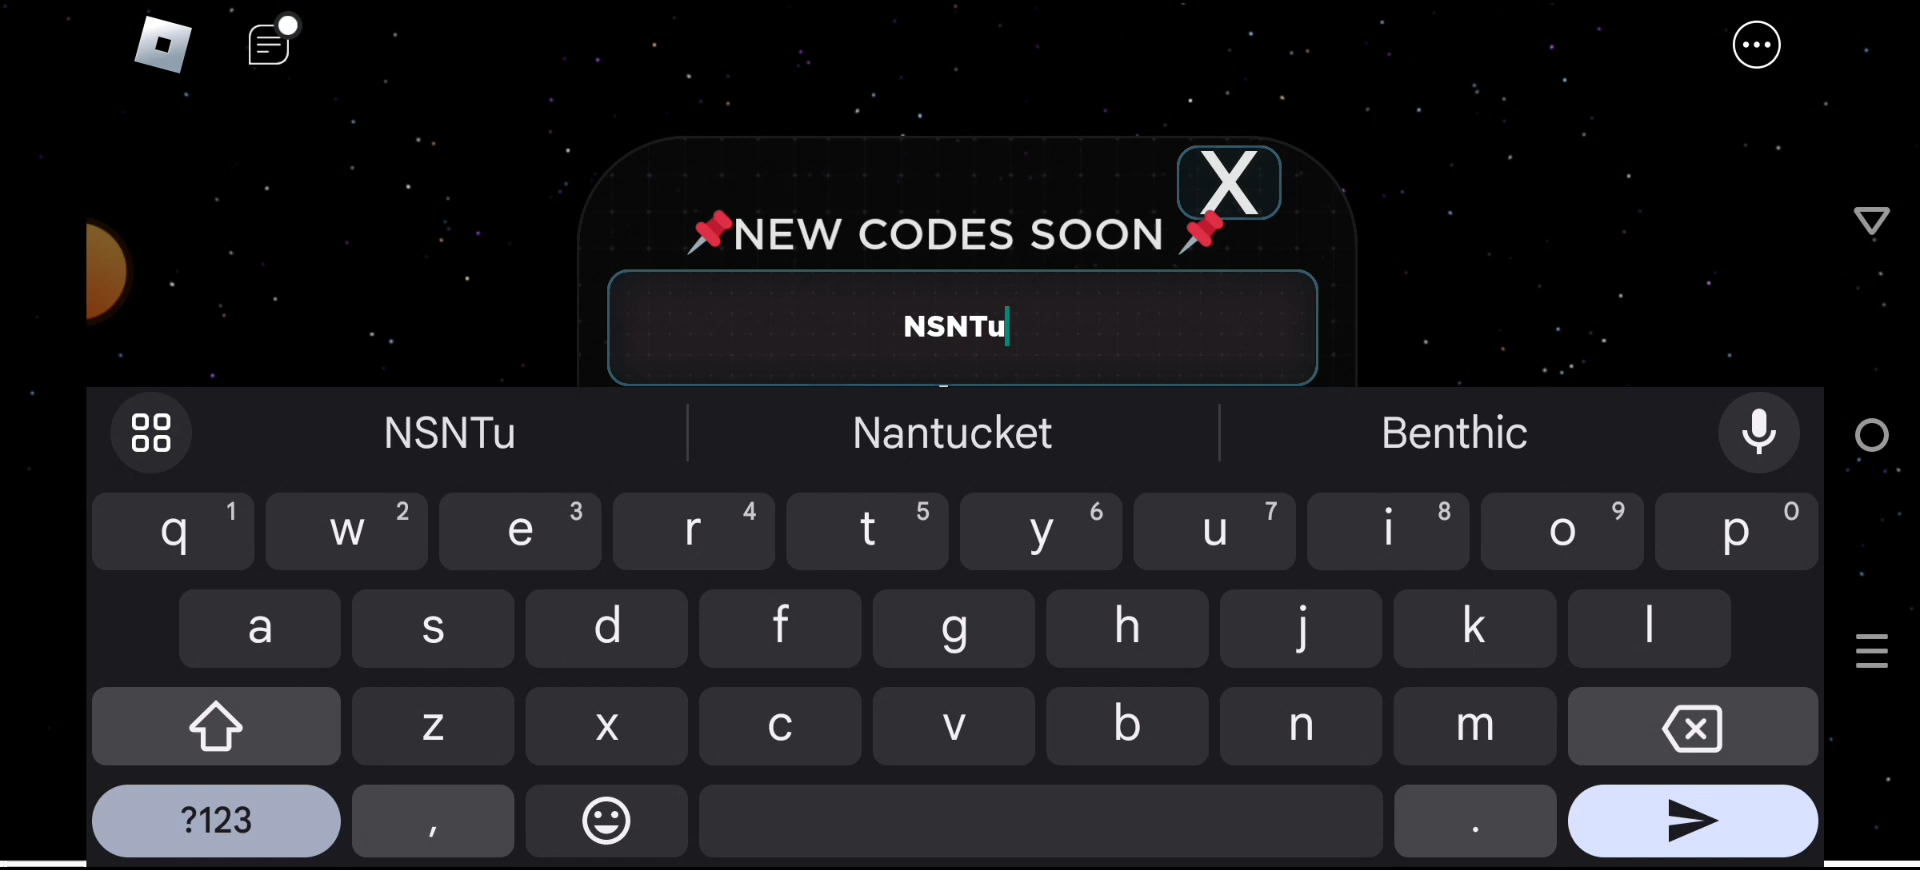 X
📌NEW CODES SOON 📌
NSNTu
NSNTu Nantucket Benthic
q 1 w 2 e 3 r 4 t 5 y 6 u 7 i 8 o 9 p 0
a s d f g h j k l
z x c v b n m
?123 , .